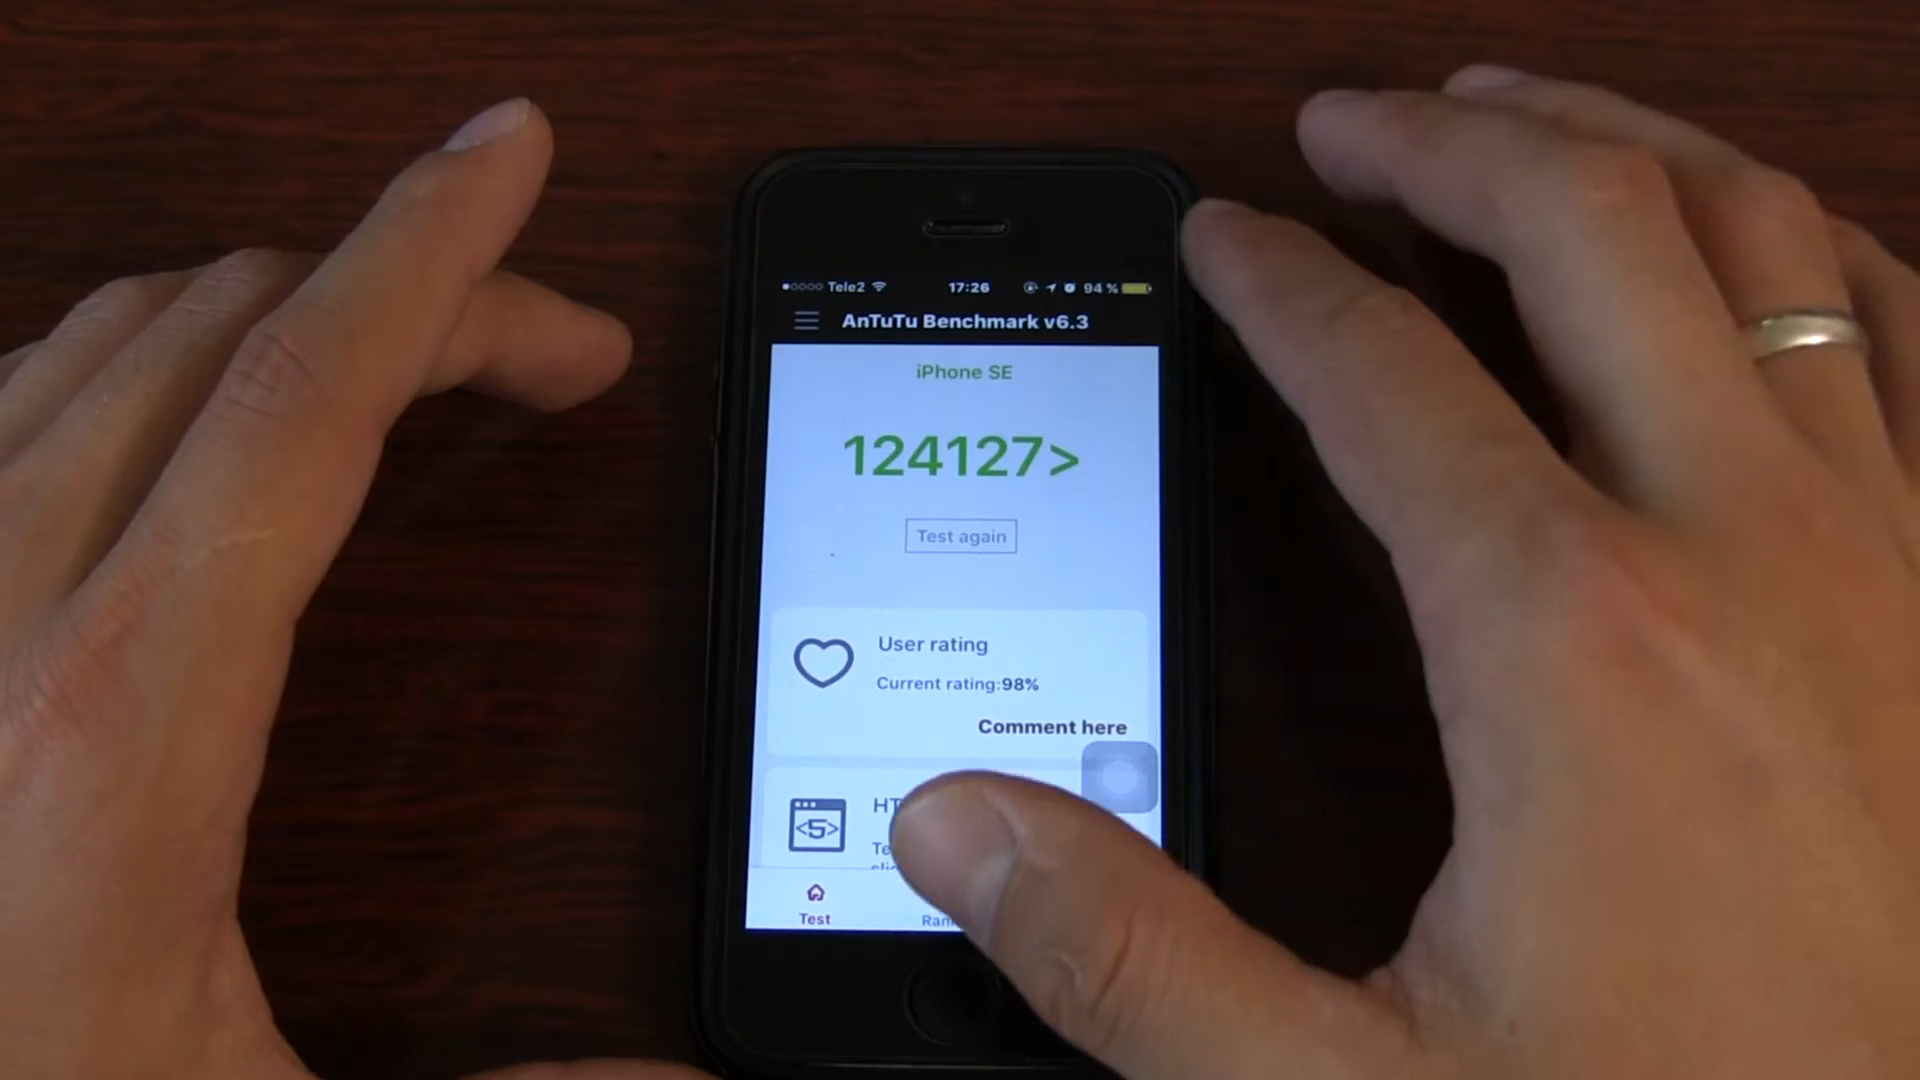 Tele2 17:26 94 %
AnTuTu Benchmark v6.3
iPhone SE
124127>
Test again
User rating
Current rating:98%
Comment here
<5>
Test